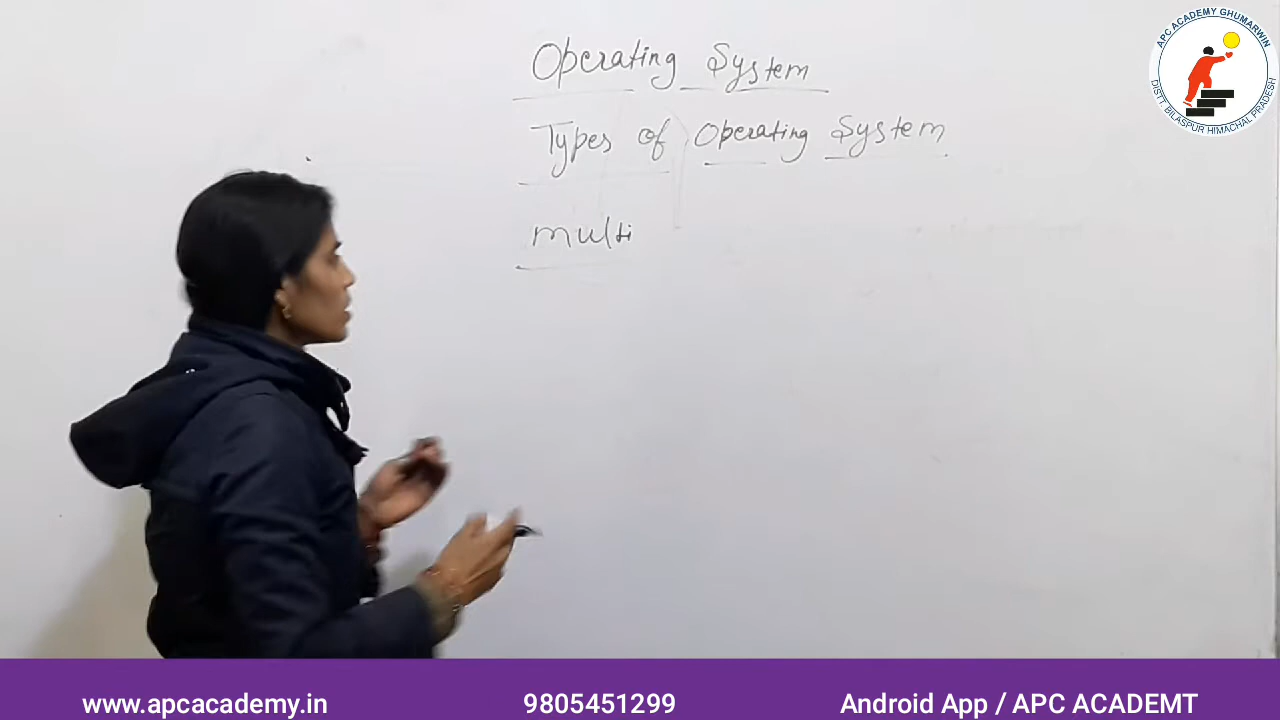 Operating System
Types of Operating System
multi
APC ACADEMY GHUMARWIN
DISTT. BILASPUR HIMACHAL PRADESH
www.apcacademy.in
9805451299
Android App / APC ACADEMT